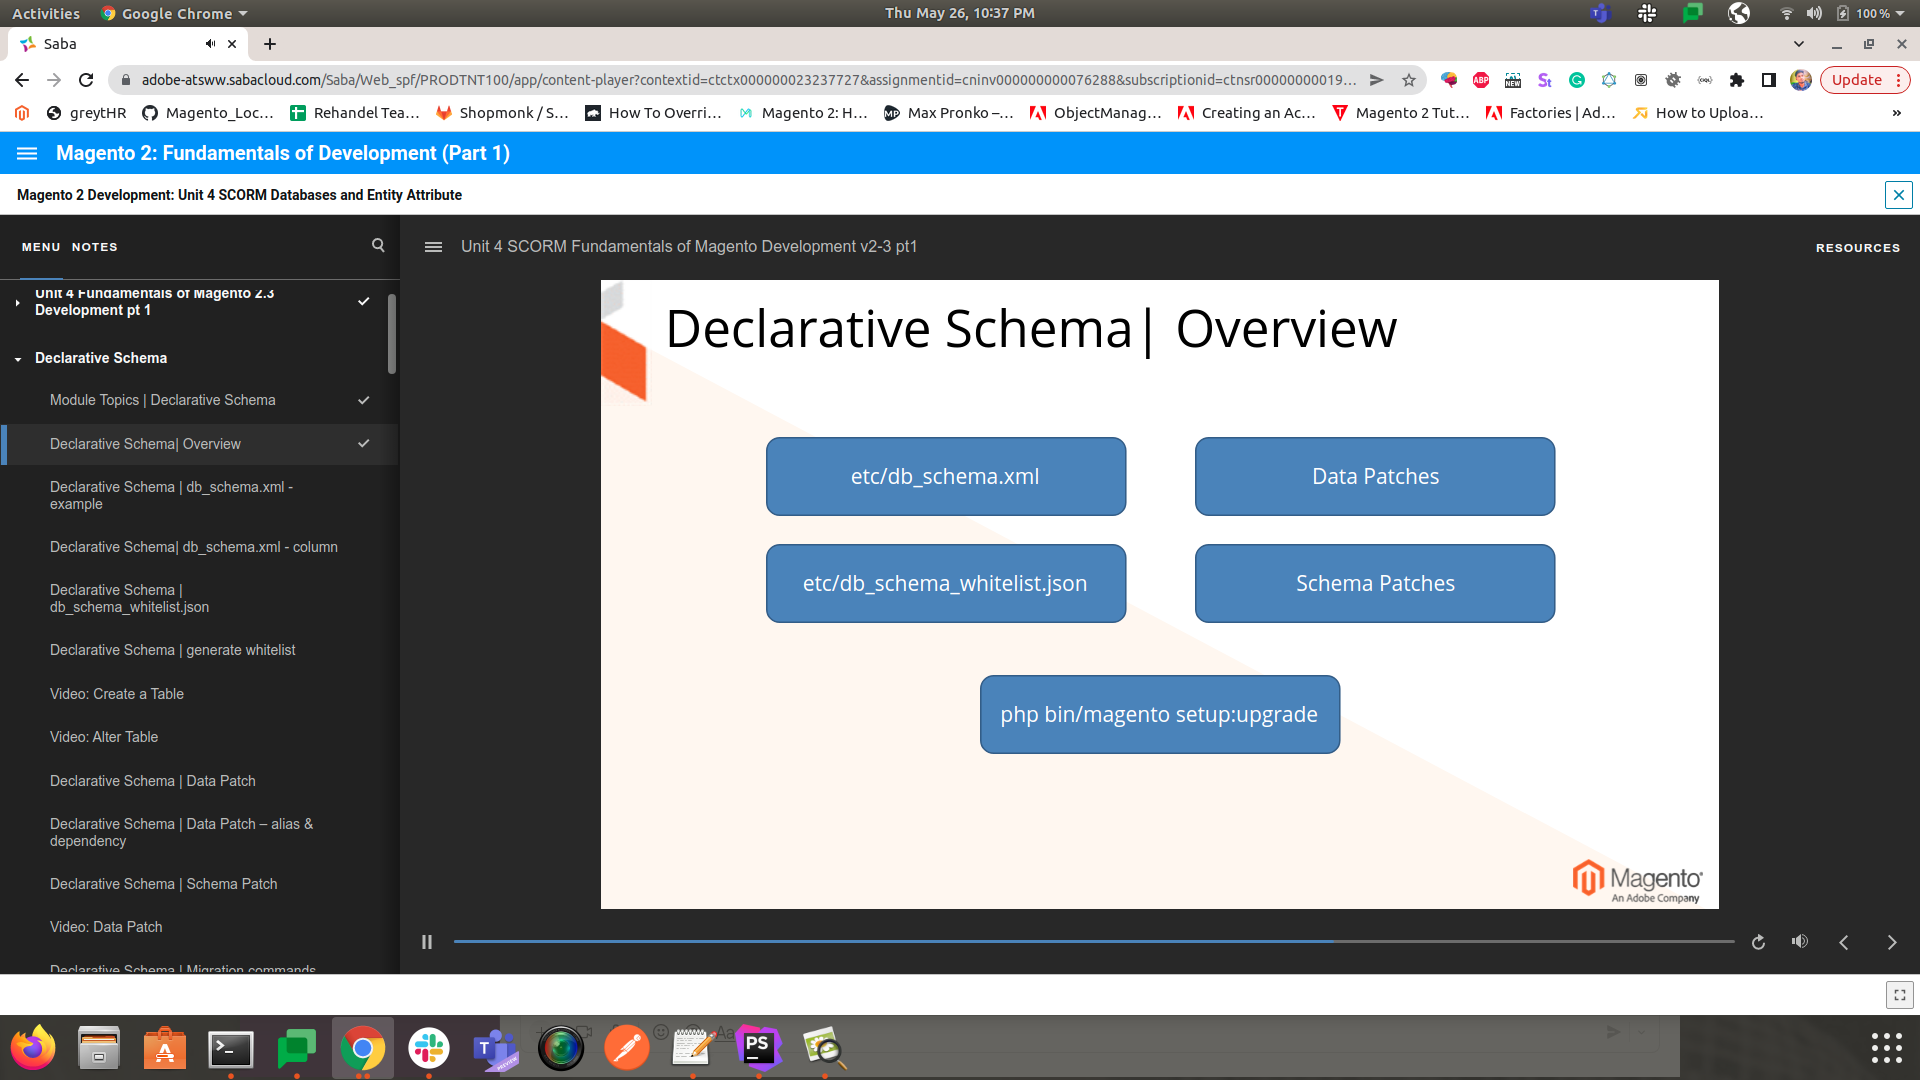 Activities Google Chrome Thu May 26, 10:37 PM 100 %
Saba
adobe-atsww.sabacloud.com/Saba/Web_spf/PRODTNT100/app/content-player?contextid=ctctx000000023237727&assignmentid=cninv000000000076288&subscriptionid=ctnsr00000000019… ABP NEW St Update
greytHR Magento_Loc… Rehandel Tea… Shopmonk / S… How To Overri… Magento 2: H… Max Pronko –… ObjectManag… Creating an Ac… Magento 2 Tut… Factories | Ad… How to Uploa… »
Magento 2: Fundamentals of Development (Part 1)
Magento 2 Development: Unit 4 SCORM Databases and Entity Attribute
MENU NOTES
Unit 4 SCORM Fundamentals of Magento Development v2-3 pt1
RESOURCES
Unit 4 Fundamentals of Magento 2.3
Development pt 1
Declarative Schema
Module Topics | Declarative Schema
Declarative Schema| Overview
Declarative Schema | db_schema.xml -
example
Declarative Schema| db_schema.xml - column
Declarative Schema |
db_schema_whitelist.json
Declarative Schema | generate whitelist
Video: Create a Table
Video: Alter Table
Declarative Schema | Data Patch
Declarative Schema | Data Patch – alias &
dependency
Declarative Schema | Schema Patch
Video: Data Patch
Declarative Schema | Migration commands
Declarative Schema| Overview
etc/db_schema.xml
Data Patches
etc/db_schema_whitelist.json
Schema Patches
php bin/magento setup:upgrade
Magento
An Adobe Company
PS